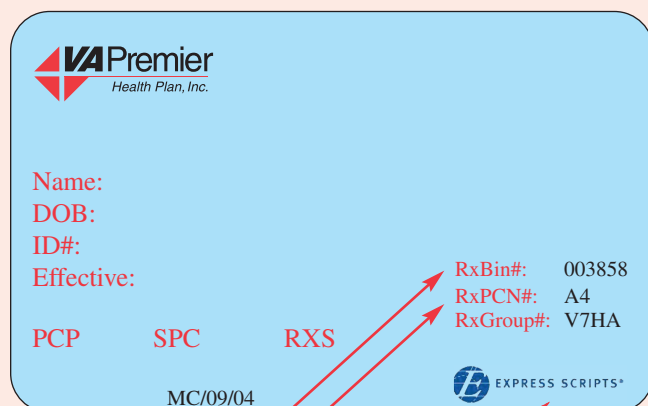 VAPremier
Health Plan, Inc.
Name:
DOB:
ID#:
Effective:
RxBin#: 003858
RxPCN#: A4
RxGroup#: V7HA
PCP SPC RXS
MC/09/04
EXPRESS SCRIPTS®